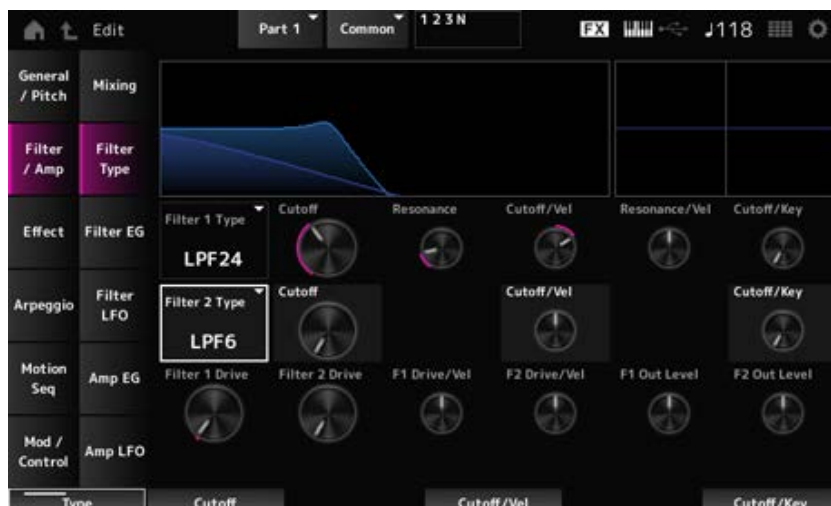 Edit
Part 1
Common
1 2 3 N
FX
♩118
General / Pitch
Mixing
Filter / Amp
Filter Type
Effect
Filter EG
Arpeggio
Filter LFO
Motion Seq
Amp EG
Mod / Control
Amp LFO
Filter 1 Type
LPF24
Cutoff
Resonance
Cutoff/Vel
Resonance/Vel
Cutoff/Key
Filter 2 Type
LPF6
Cutoff
Cutoff/Vel
Cutoff/Key
Filter 1 Drive
Filter 2 Drive
F1 Drive/Vel
F2 Drive/Vel
F1 Out Level
F2 Out Level
Type
Cutoff
Cutoff/Vel
Cutoff/Key